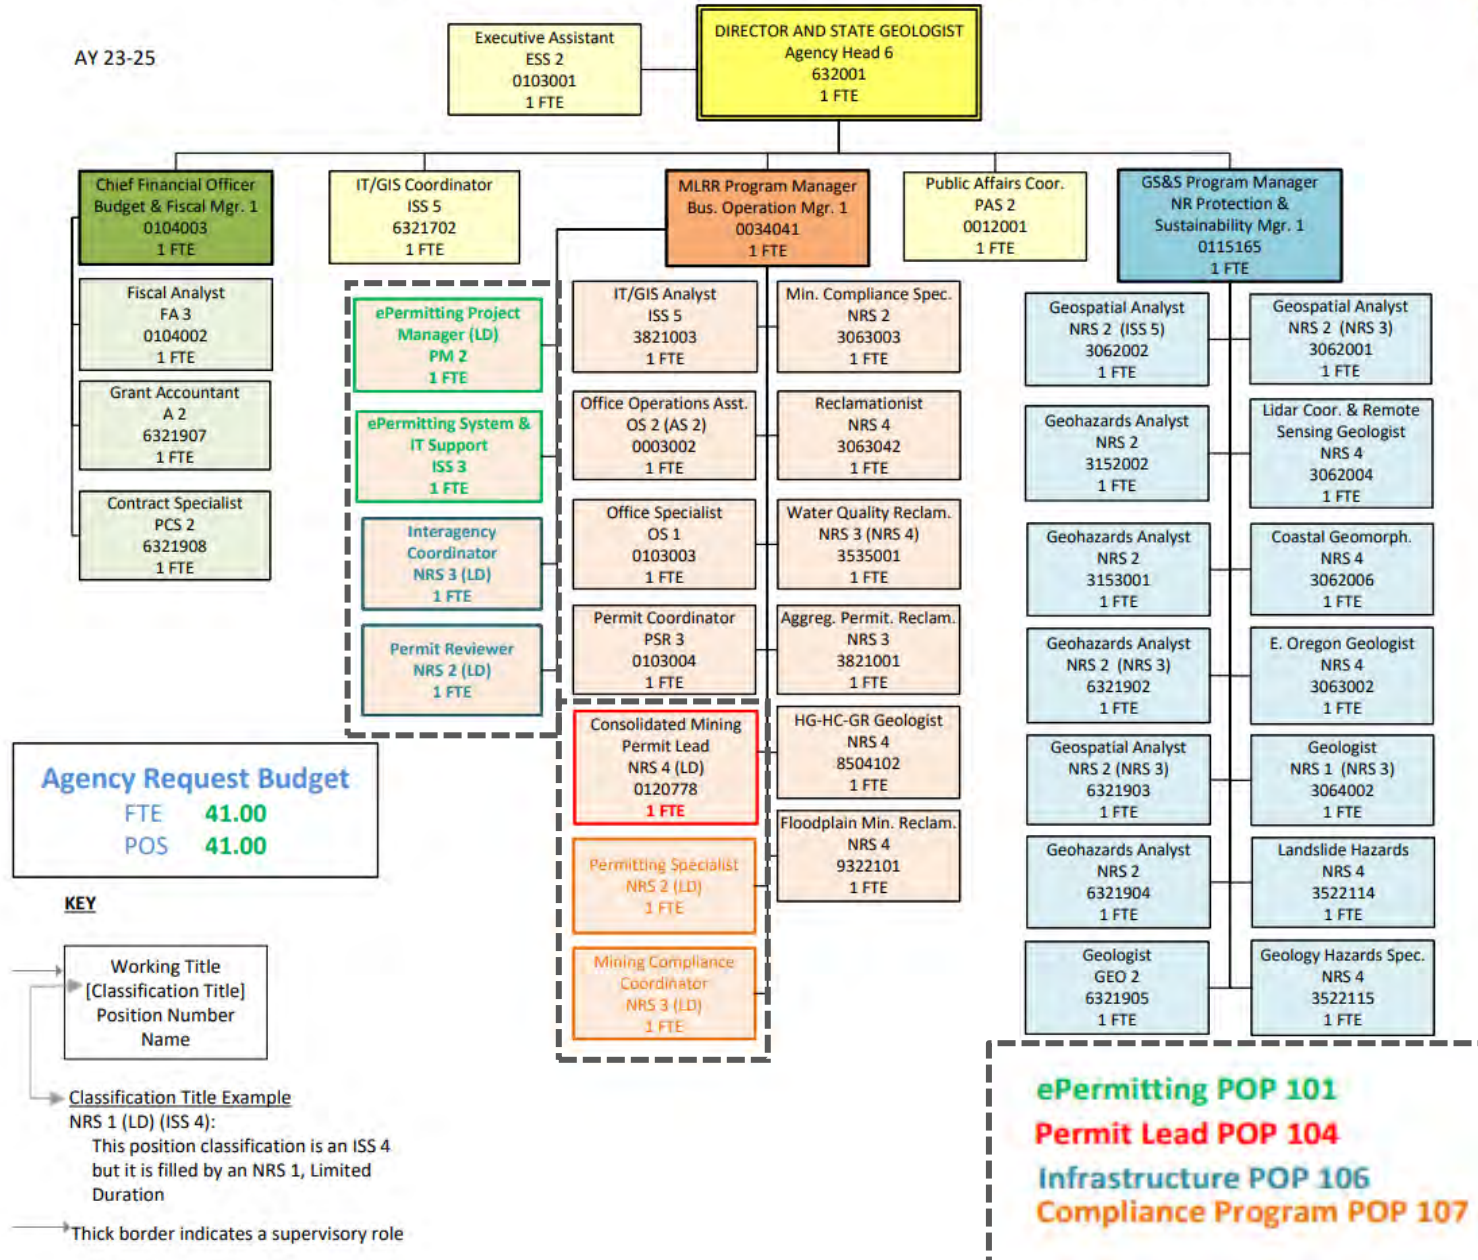 AY 23-25
Executive Assistant
ESS 2
0103001
1 FTE
DIRECTOR AND STATE GEOLOGIST
Agency Head 6
632001
1 FTE
Chief Financial Officer
Budget & Fiscal Mgr. 1
0104003
1 FTE
IT/GIS Coordinator
ISS 5
6321702
1 FTE
MLRR Program Manager
Bus. Operation Mgr. 1
0034041
1 FTE
Public Affairs Coor.
PAS 2
0012001
1 FTE
GS&S Program Manager
NR Protection &
Sustainability Mgr. 1
0115165
1 FTE
Fiscal Analyst
FA 3
0104002
1 FTE
Grant Accountant
A 2
6321907
1 FTE
Contract Specialist
PCS 2
6321908
1 FTE
ePermitting Project
Manager (LD)
PM 2
1 FTE
ePermitting System &
IT Support
ISS 3
1 FTE
Interagency
Coordinator
NRS 3 (LD)
1 FTE
Permit Reviewer
NRS 2 (LD)
1 FTE
IT/GIS Analyst
ISS 5
3821003
1 FTE
Office Operations Asst.
OS 2 (AS 2)
0003002
1 FTE
Office Specialist
OS 1
0103003
1 FTE
Permit Coordinator
PSR 3
0103004
1 FTE
Consolidated Mining
Permit Lead
NRS 4 (LD)
0120778
1 FTE
Permitting Specialist
NRS 2 (LD)
1 FTE
Mining Compliance
Coordinator
NRS 3 (LD)
1 FTE
Min. Compliance Spec.
NRS 2
3063003
1 FTE
Reclamationist
NRS 4
3063042
1 FTE
Water Quality Reclam.
NRS 3 (NRS 4)
3535001
1 FTE
Aggreg. Permit. Reclam.
NRS 3
3821001
1 FTE
HG-HC-GR Geologist
NRS 4
8504102
1 FTE
Floodplain Min. Reclam.
NRS 4
9322101
1 FTE
Geospatial Analyst
NRS 2 (ISS 5)
3062002
1 FTE
Geohazards Analyst
NRS 2
3152002
1 FTE
Geohazards Analyst
NRS 2
3153001
1 FTE
Geohazards Analyst
NRS 2 (NRS 3)
6321902
1 FTE
Geospatial Analyst
NRS 2 (NRS 3)
6321903
1 FTE
Geohazards Analyst
NRS 2
6321904
1 FTE
Geologist
GEO 2
6321905
1 FTE
Geospatial Analyst
NRS 2 (NRS 3)
3062001
1 FTE
Lidar Coor. & Remote
Sensing Geologist
NRS 4
3062004
1 FTE
Coastal Geomorph.
NRS 4
3062006
1 FTE
E. Oregon Geologist
NRS 4
3063002
1 FTE
Geologist
NRS 1 (NRS 3)
3064002
1 FTE
Landslide Hazards
NRS 4
3522114
1 FTE
Geology Hazards Spec.
NRS 4
3522115
1 FTE
Agency Request Budget
FTE 41.00
POS 41.00
KEY
Working Title
[Classification Title]
Position Number
Name
Classification Title Example
NRS 1 (LD) (ISS 4):
This position classification is an ISS 4
but it is filled by an NRS 1, Limited
Duration
Thick border indicates a supervisory role
ePermitting POP 101
Permit Lead POP 104
Infrastructure POP 106
Compliance Program POP 107